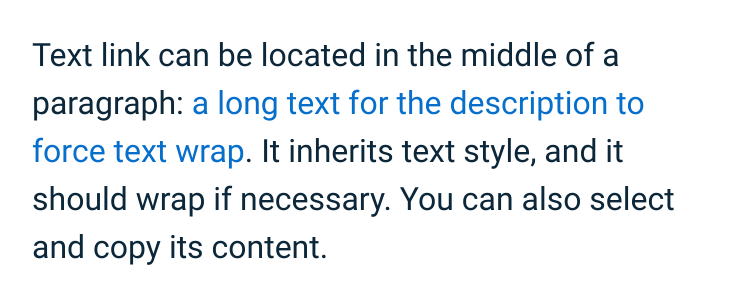 Text link can be located in the middle of a
paragraph: a long text for the description to
force text wrap. It inherits text style, and it
should wrap if necessary. You can also select
and copy its content.